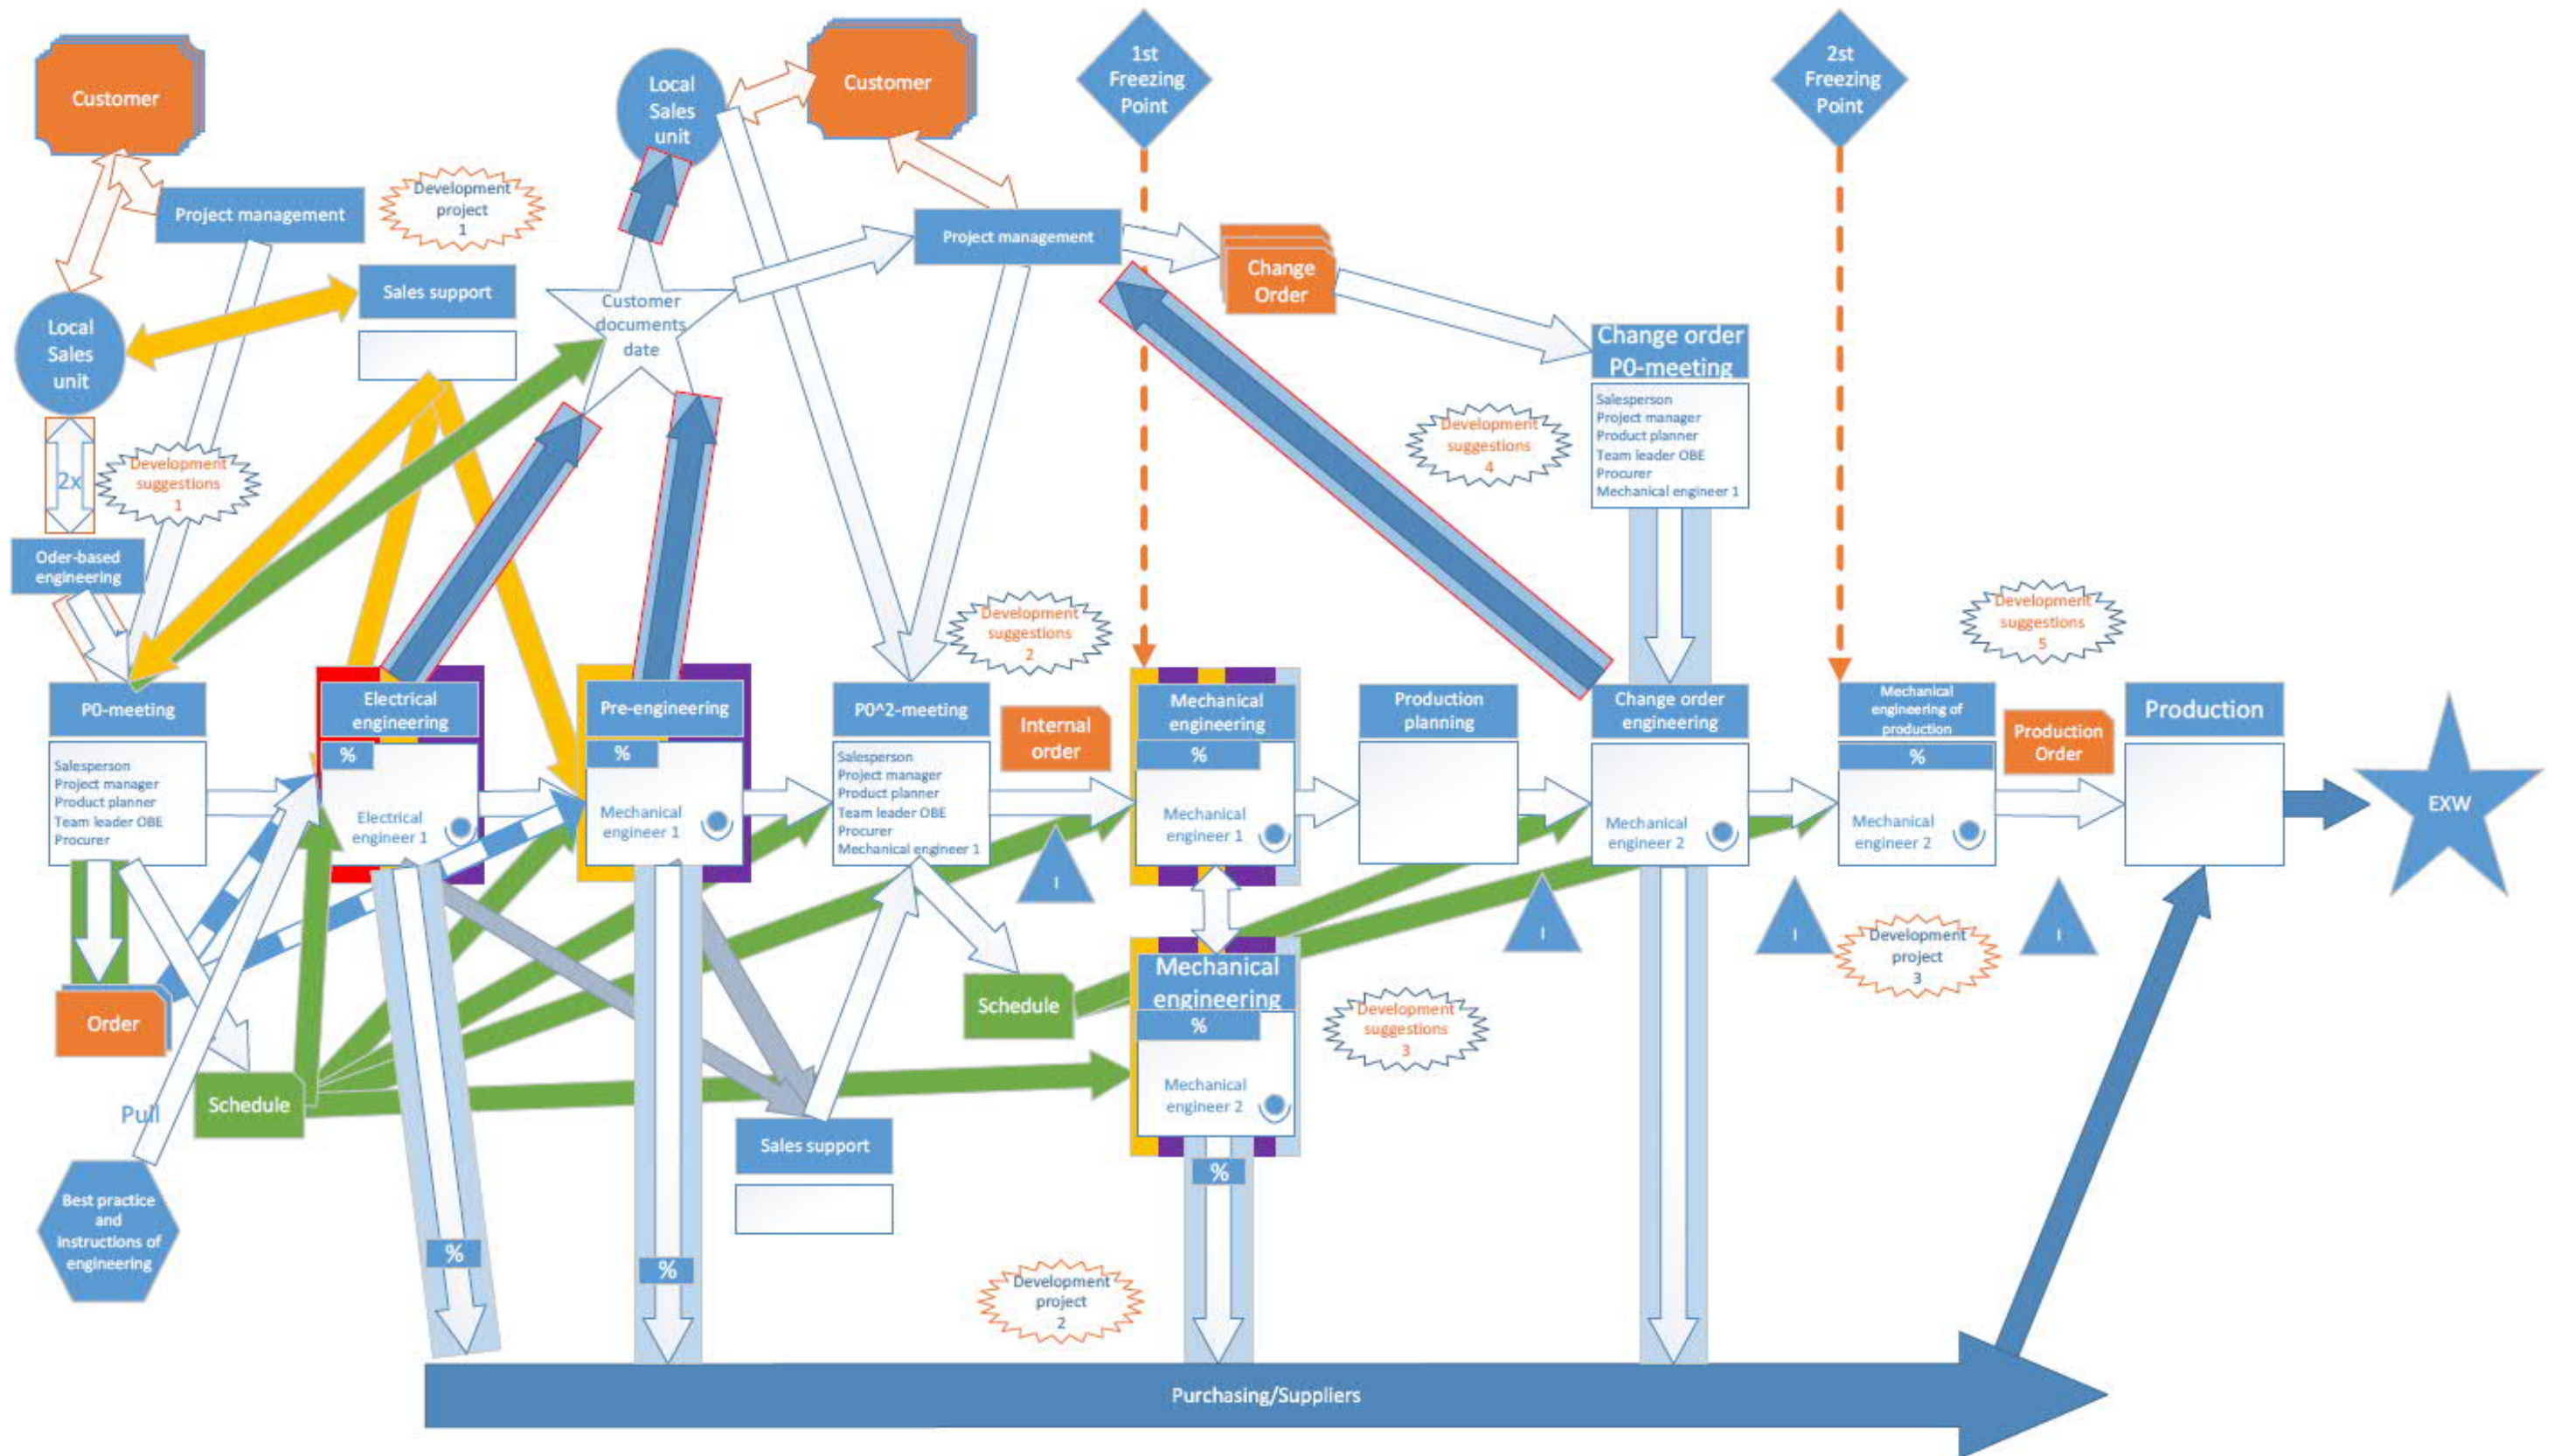 Customer
Project management
Development
project
1
Sales support
Local
Sales
unit
2x
Development
suggestions
1
Oder-based
engineering
Local
Sales
unit
Customer
Customer
documents
date
Project management
1st
Freezing
Point
Change
Order
2st
Freezing
Point
Change order
P0-meeting
Salesperson
Project manager
Product planner
Team leader OBE
Procurer
Mechanical engineer 1
Development
suggestions
4
Development
suggestions
2
Development
suggestions
5
P0-meeting
Salesperson
Project manager
Product planner
Team leader OBE
Procurer
Electrical
engineering
%
Electrical
engineer 1
Pre-engineering
%
Mechanical
engineer 1
P0^2-meeting
Salesperson
Project manager
Product planner
Team leader OBE
Procurer
Mechanical engineer 1
Internal
order
I
Mechanical
engineering
%
Mechanical
engineer 1
Production
planning
I
Change order
engineering
Mechanical
engineer 2
I
Mechanical
engineering of
production
%
Mechanical
engineer 2
Production
Order
I
Production
EXW
Development
project
3
Order
Schedule
Pull
Best practice
and
instructions of
engineering
Schedule
Mechanical
engineering
%
Mechanical
engineer 2
Development
suggestions
3
Sales support
%
%
%
Development
project
2
Purchasing/Suppliers